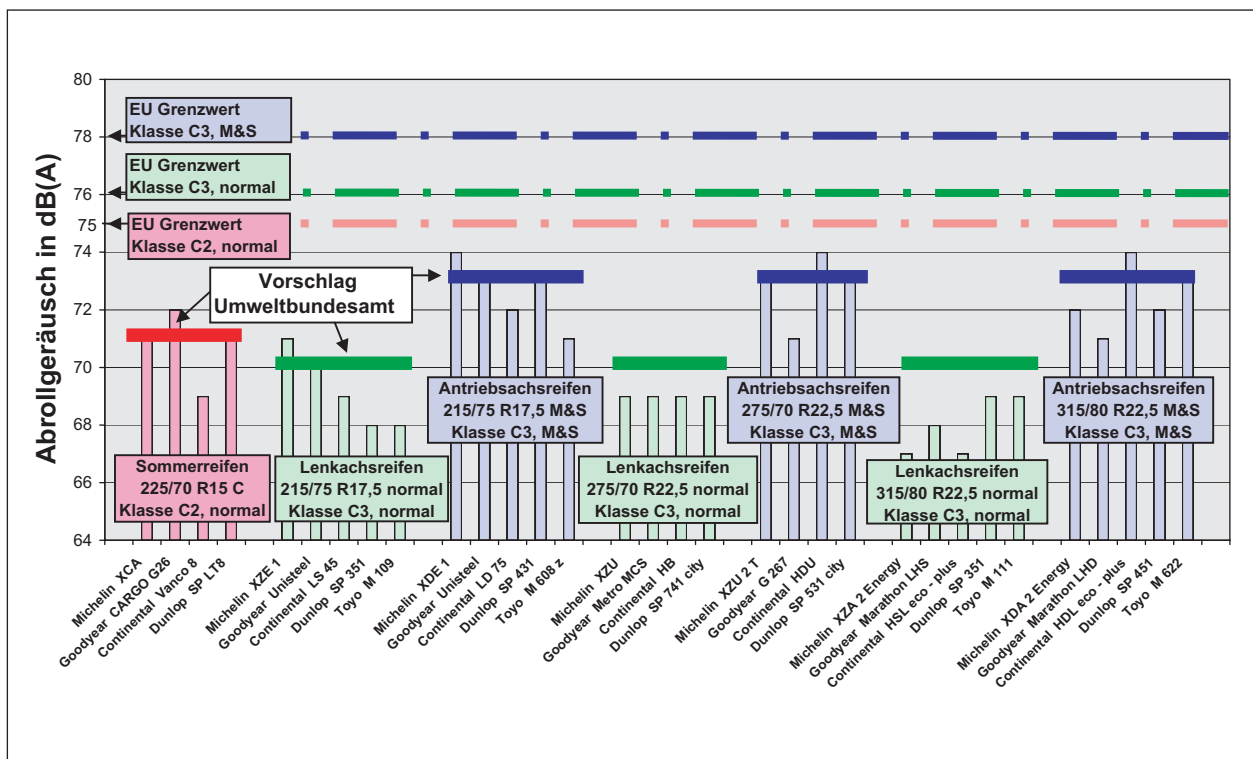 Abrollgeräusch in dB(A)
80
78
76
75
74
72
70
68
66
64
EU Grenzwert
Klasse C3, M&S
EU Grenzwert
Klasse C3, normal
EU Grenzwert
Klasse C2, normal
Vorschlag
Umweltbundesamt
Sommerreifen
225/70 R15 C
Klasse C2, normal
Lenkachsreifen
215/75 R17,5 normal
Klasse C3, normal
Antriebsachsreifen
215/75 R17,5 M&S
Klasse C3, M&S
Lenkachsreifen
275/70 R22,5 normal
Klasse C3, normal
Antriebsachsreifen
275/70 R22,5 M&S
Klasse C3, M&S
Lenkachsreifen
315/80 R22,5 normal
Klasse C3, normal
Antriebsachsreifen
315/80 R22,5 M&S
Klasse C3, M&S
Michelin XCA
Goodyear CARGO G26
Continental Vanco 8
Dunlop SP LT8
Michelin XZE 1
Goodyear Unisteel
Continental LS 45
Dunlop SP 351
Toyo M 109
Michelin XDE 1
Goodyear Unisteel
Continental LD 75
Dunlop SP 431
Toyo M 608 z
Michelin XZU
Goodyear Metro MCS
Continental HB
Dunlop SP 741 city
Michelin XZU 2 T
Goodyear G 267
Continental HDU
Dunlop SP 531 city
Michelin XZA 2 Energy
Goodyear Marathon LHS
Continental HSL eco - plus
Dunlop SP 351
Toyo M 111
Michelin XDA 2 Energy
Goodyear Marathon LHD
Continental HDL eco - plus
Dunlop SP 451
Toyo M 622